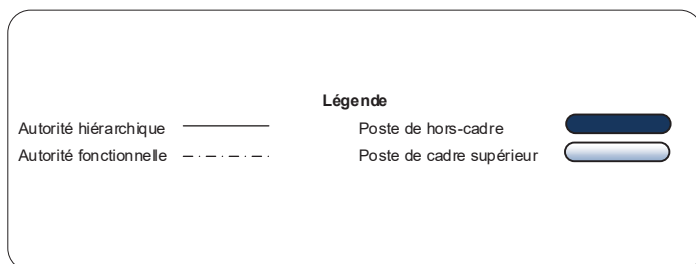 Légende
Autorité hiérarchique Poste de hors-cadre
Autorité fonctionnelle Poste de cadre supérieur